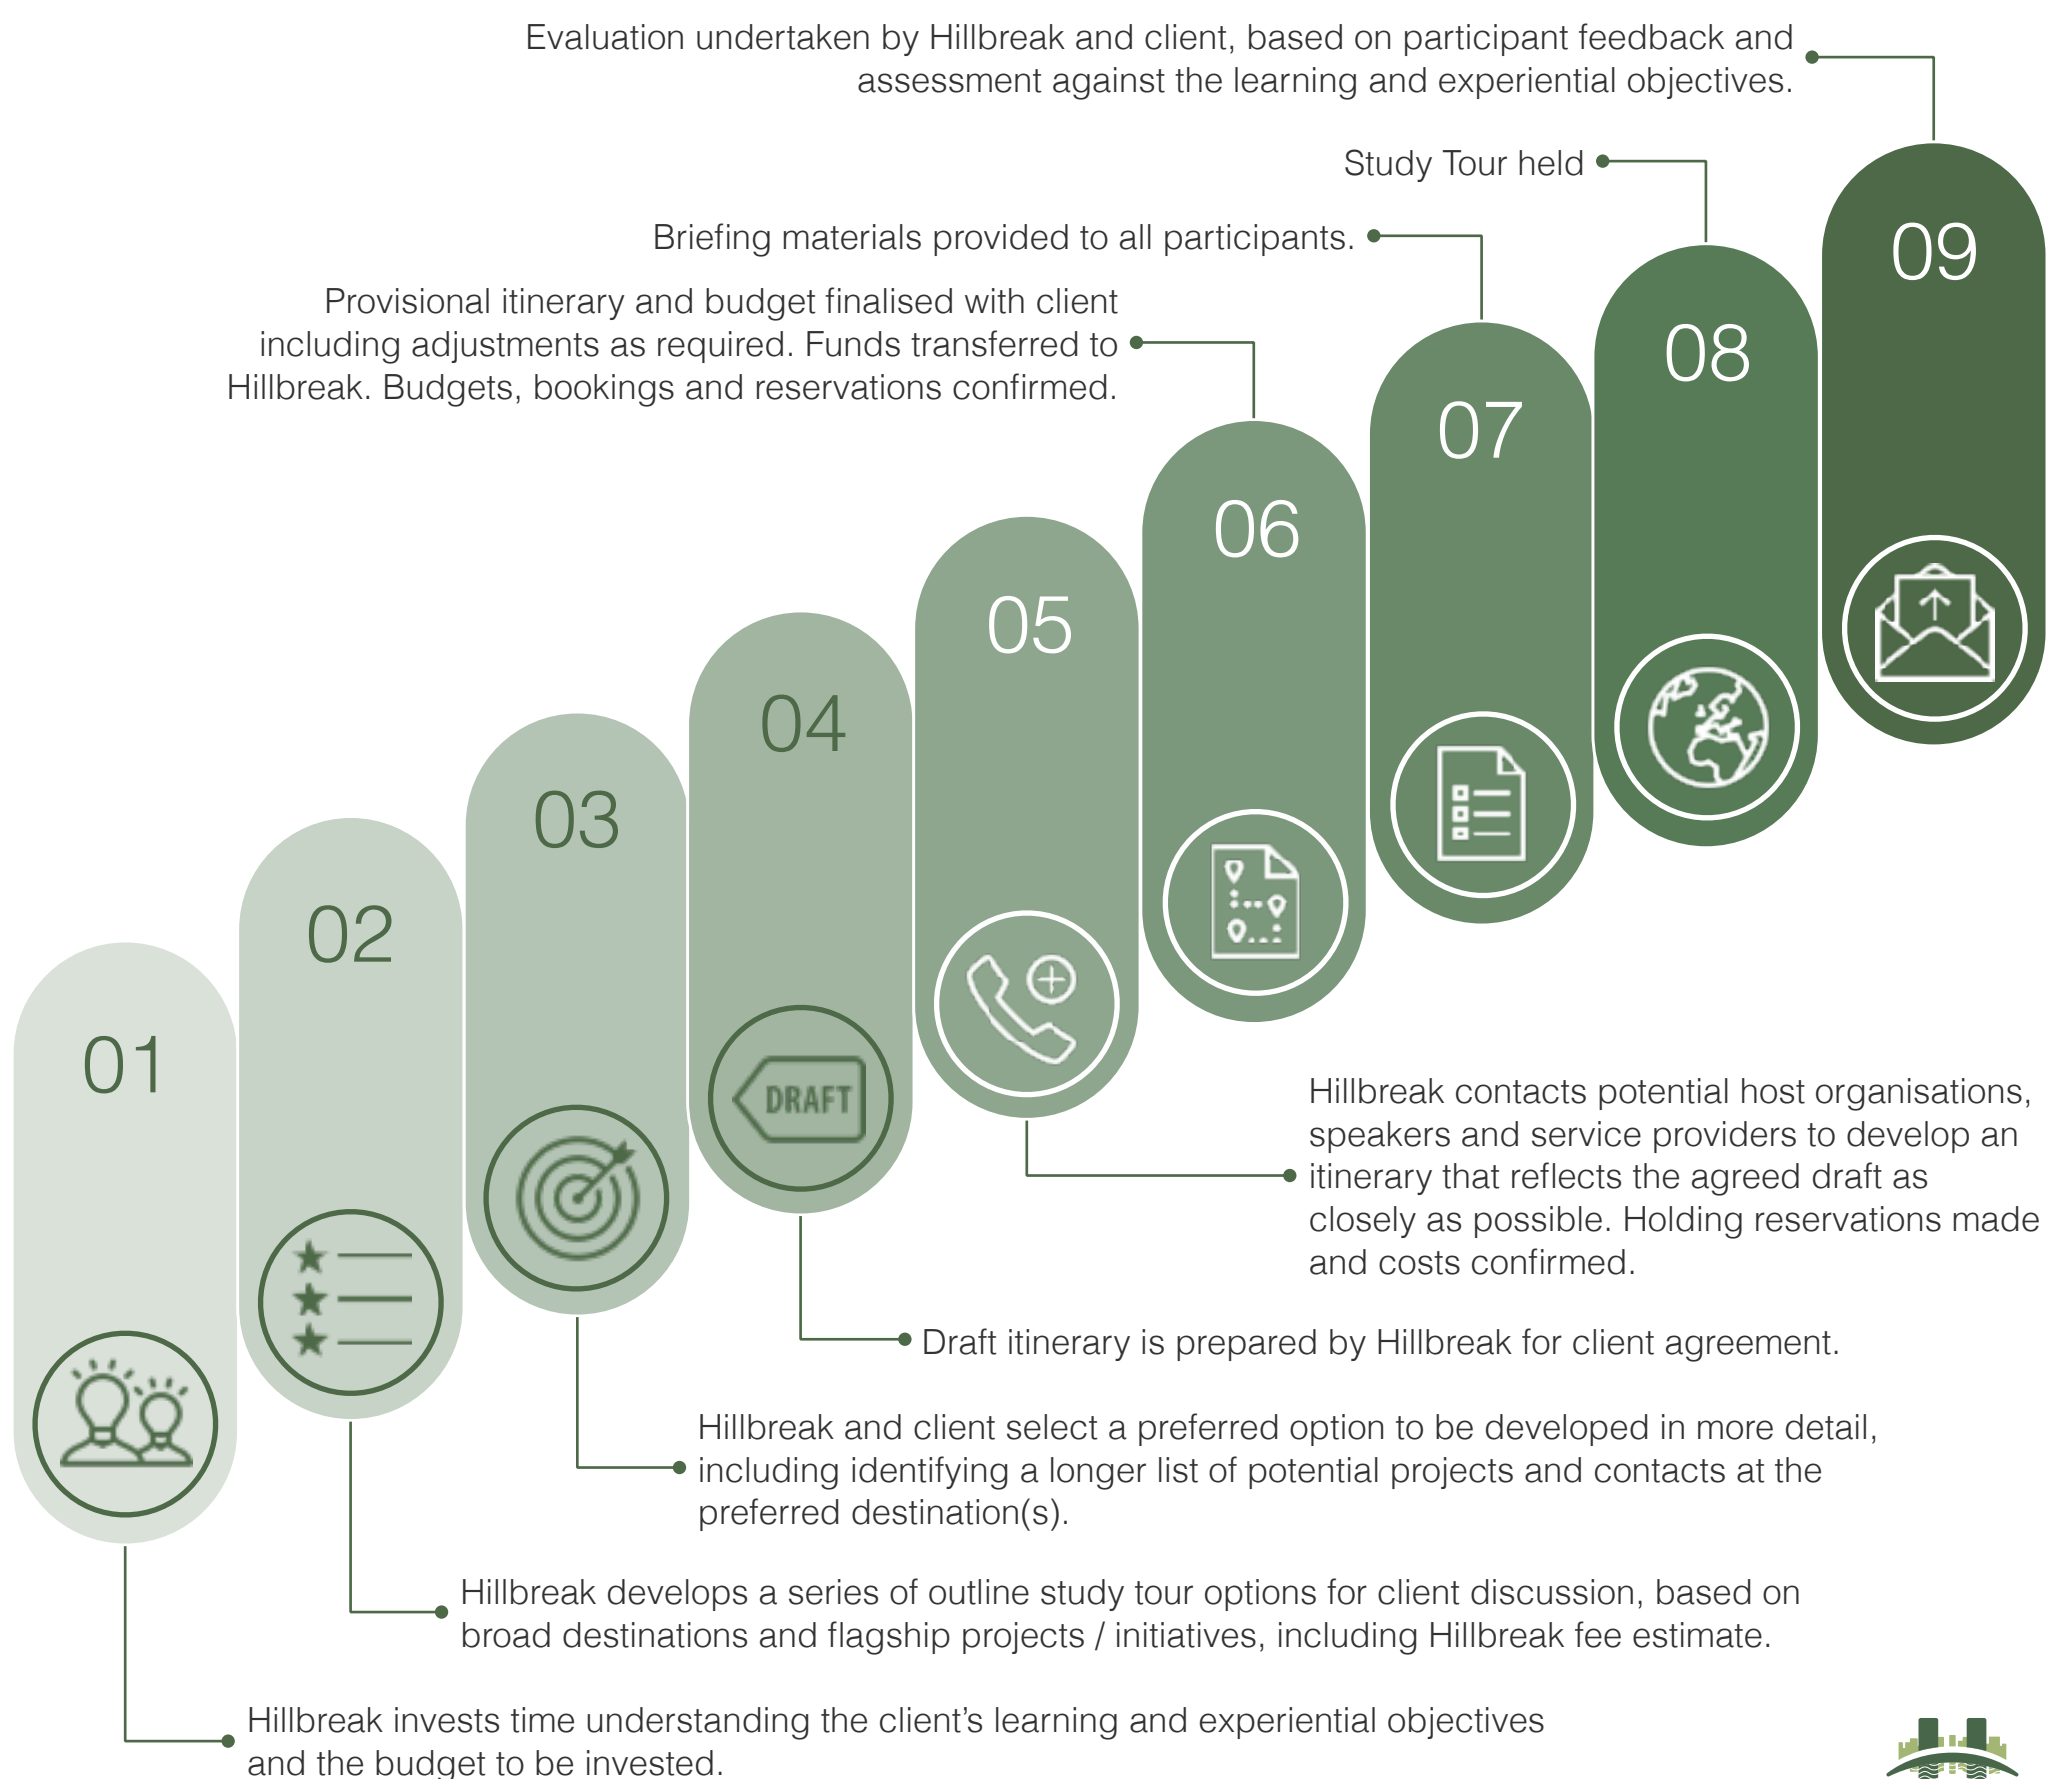 Evaluation undertaken by Hillbreak and client, based on participant feedback and
assessment against the learning and experiential objectives.
Study Tour held
Briefing materials provided to all participants.
Provisional itinerary and budget finalised with client
including adjustments as required. Funds transferred to
Hillbreak. Budgets, bookings and reservations confirmed.
09
08
07
06
05
04
03
02
01
DRAFT
Hillbreak contacts potential host organisations,
speakers and service providers to develop an
itinerary that reflects the agreed draft as
closely as possible. Holding reservations made
and costs confirmed.
Draft itinerary is prepared by Hillbreak for client agreement.
Hillbreak and client select a preferred option to be developed in more detail,
including identifying a longer list of potential projects and contacts at the
preferred destination(s).
Hillbreak develops a series of outline study tour options for client discussion, based on
broad destinations and flagship projects / initiatives, including Hillbreak fee estimate.
Hillbreak invests time understanding the client’s learning and experiential objectives
and the budget to be invested.